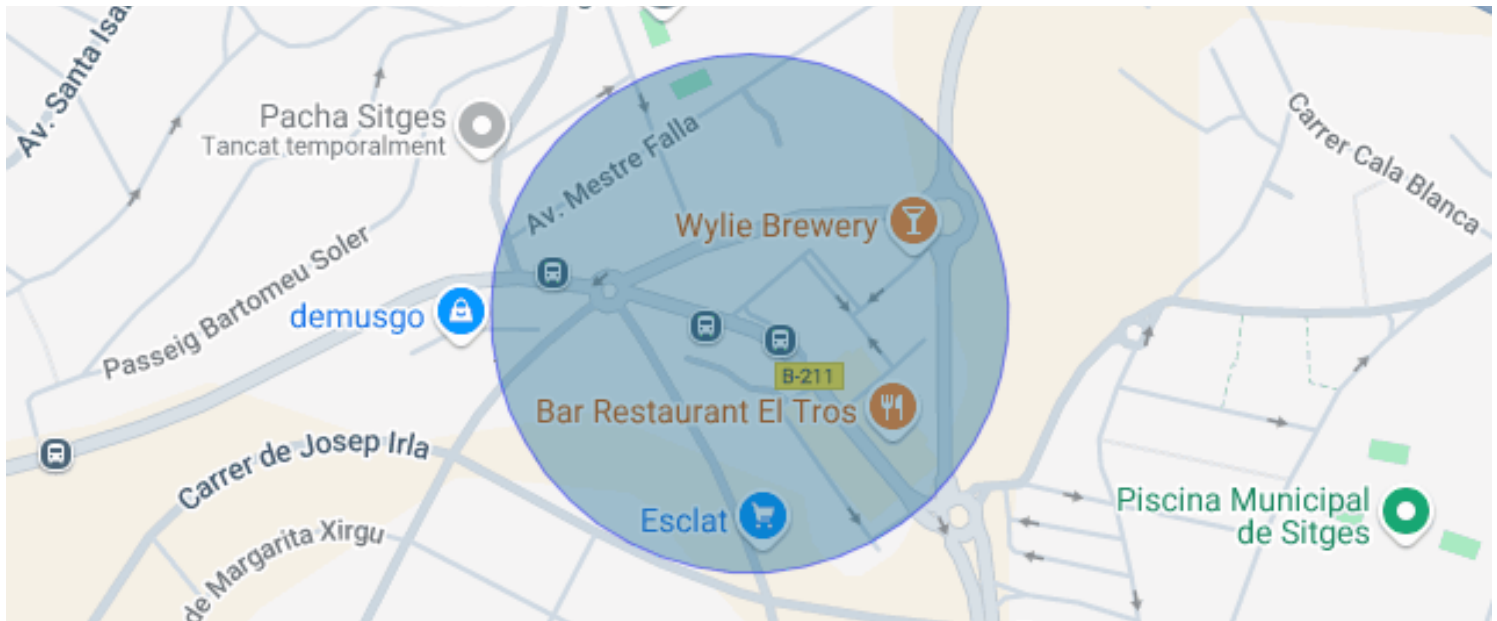 Av. Santa Isa
Pacha Sitges
Tancat temporalment
Av. Mestre Falla
Carrer Cala Blanca
Wylie Brewery
Passeig Bartomeu Soler
demusgo
B-211
Bar Restaurant El Tros
Carrer de Josep Irla
Esclat
Piscina Municipal
de Sitges
de Margarita Xirgu